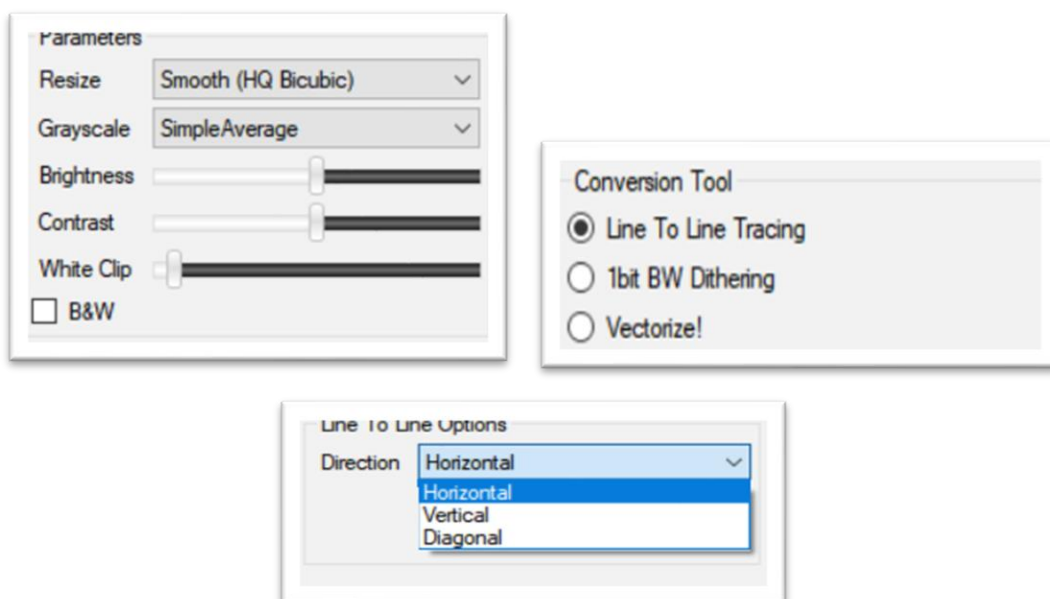 Parameters
Resize Smooth (HQ Bicubic)
Grayscale SimpleAverage
Brightness
Contrast
White Clip
B&W
Conversion Tool
Line To Line Tracing
1bit BW Dithering
Vectorize!
Line To Line Options
Direction Horizontal
Horizontal
Vertical
Diagonal